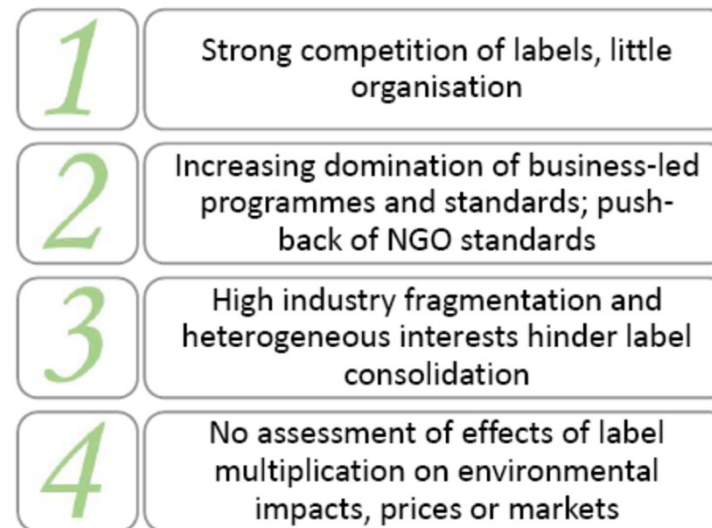 1
Strong competition of labels, little
organisation
2
Increasing domination of business-led
programmes and standards; push-
back of NGO standards
3
High industry fragmentation and
heterogeneous interests hinder label
consolidation
4
No assessment of effects of label
multiplication on environmental
impacts, prices or markets